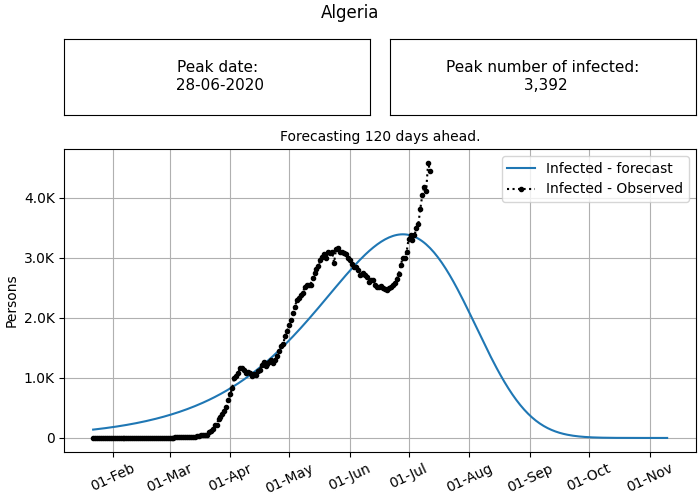 Algeria
Peak date:
28-06-2020
Peak number of infected:
3,392
Forecasting 120 days ahead.
Infected - forecast
Infected - Observed
Persons
4.0K
3.0K
2.0K
1.0K
0
01-Feb
01-Mar
01-Apr
01-May
01-Jun
01-Jul
01-Aug
01-Sep
01-Oct
01-Nov